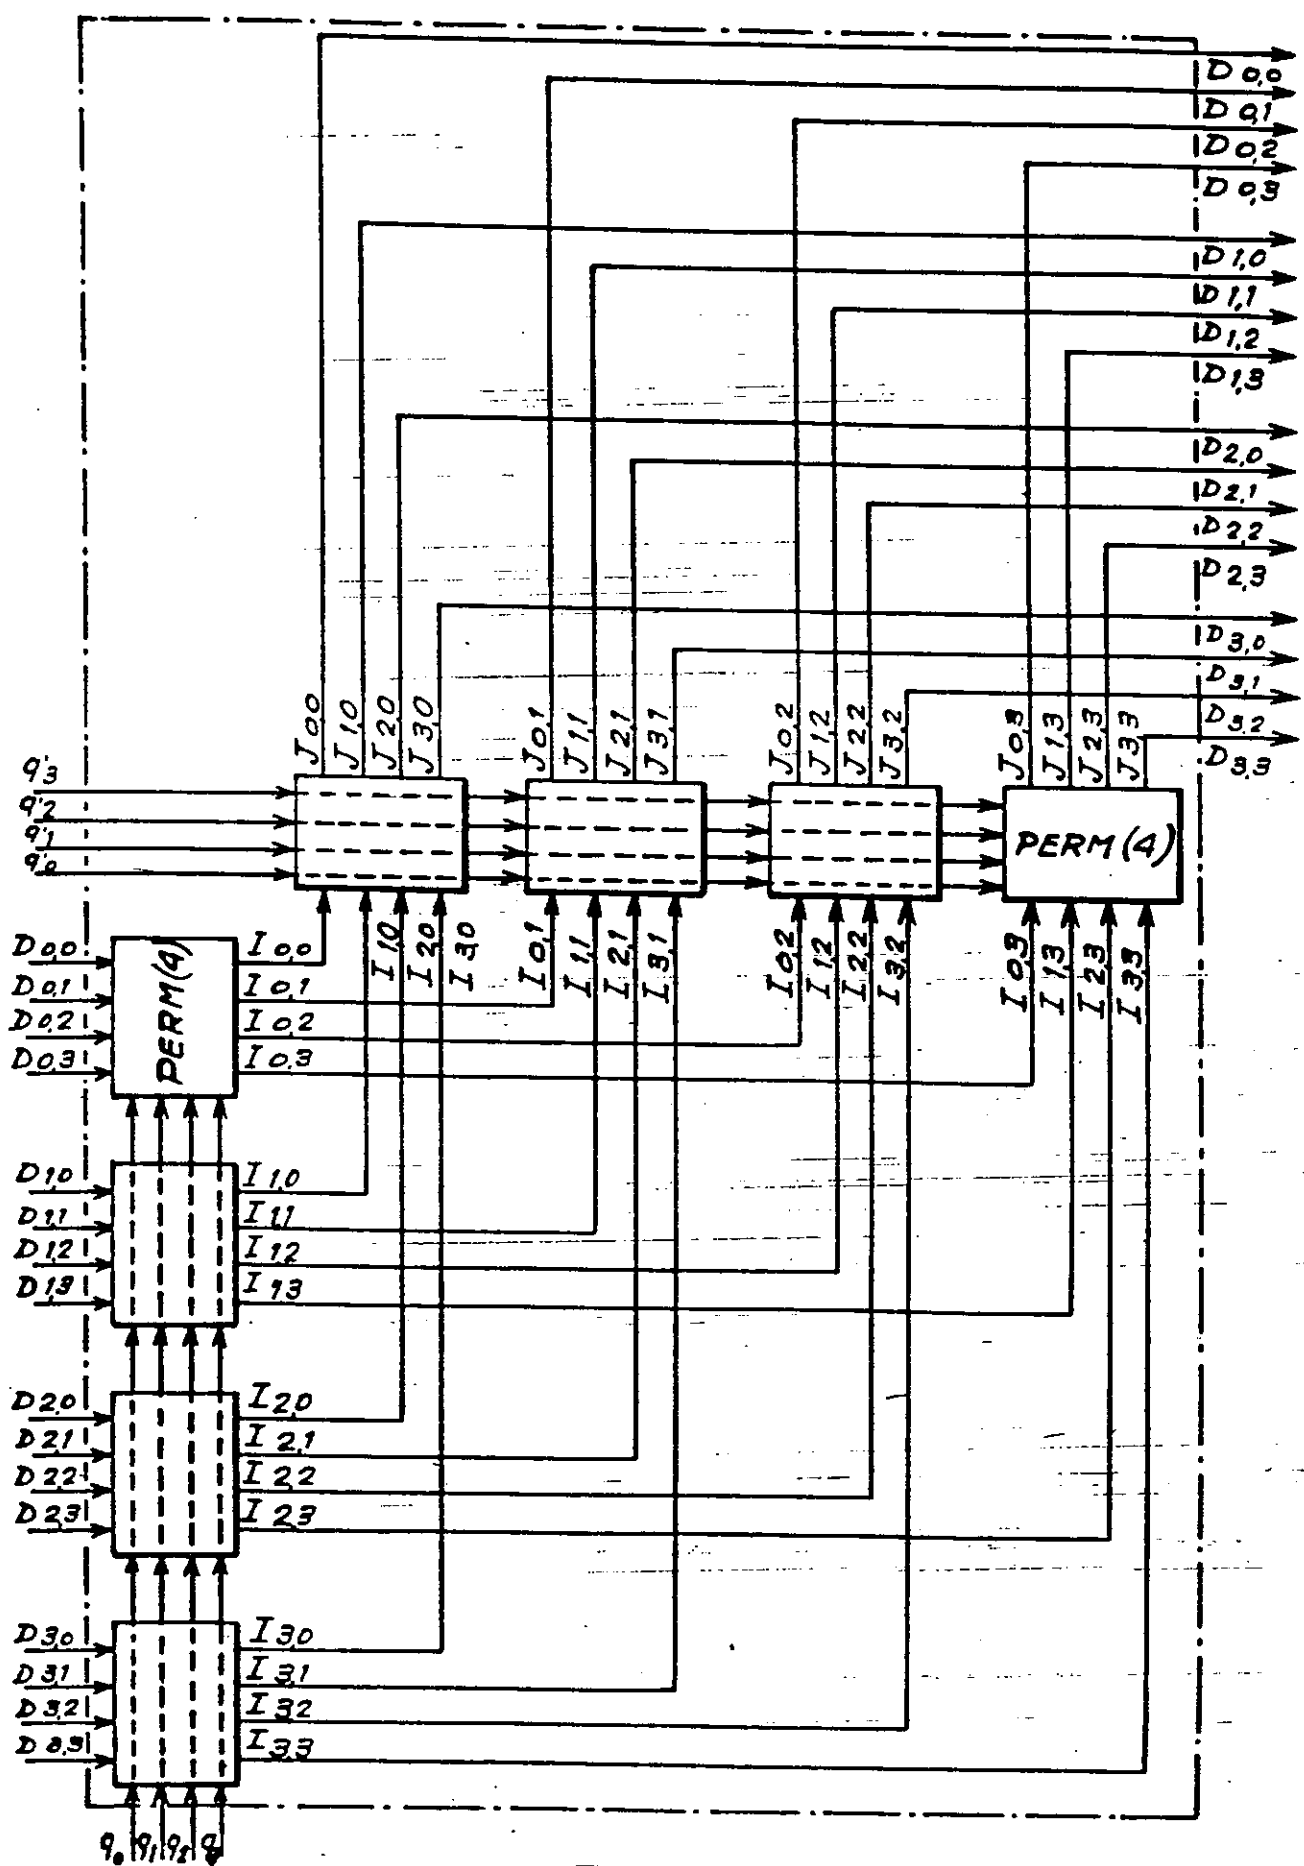 D 0,0
D 0,1
D 0,2
D 0,3
D 1,0
D 1,1
D 1,2
D 1,3
D 2,0
D 2,1
D 2,2
D 2,3
D 3,0
D 3,1
D 3,2
D 3,3
J 0,0
J 1,0
J 2,0
J 3,0
J 0,1
J 1,1
J 2,1
J 3,1
J 0,2
J 1,2
J 2,2
J 3,2
J 0,3
J 1,3
J 2,3
J 3,3
q'3
q'2
q'1
q'0
PERM (4)
I 1,0
I 2,0
I 3,0
I 0,1
I 1,1
I 2,1
I 3,1
I 0,2
I 1,2
I 2,2
I 3,2
I 0,3
I 1,3
I 2,3
I 3,3
D 0,0
D 0,1
D 0,2
D 0,3
PERM (4)
I 0,0
I 0,1
I 0,2
I 0,3
D 1,0
D 1,1
D 1,2
D 1,3
I 1,0
I 1,1
I 1,2
I 1,3
D 2,0
D 2,1
D 2,2
D 2,3
I 2,0
I 2,1
I 2,2
I 2,3
D 3,0
D 3,1
D 3,2
D 3,3
I 3,0
I 3,1
I 3,2
I 3,3
q0 q1 q2